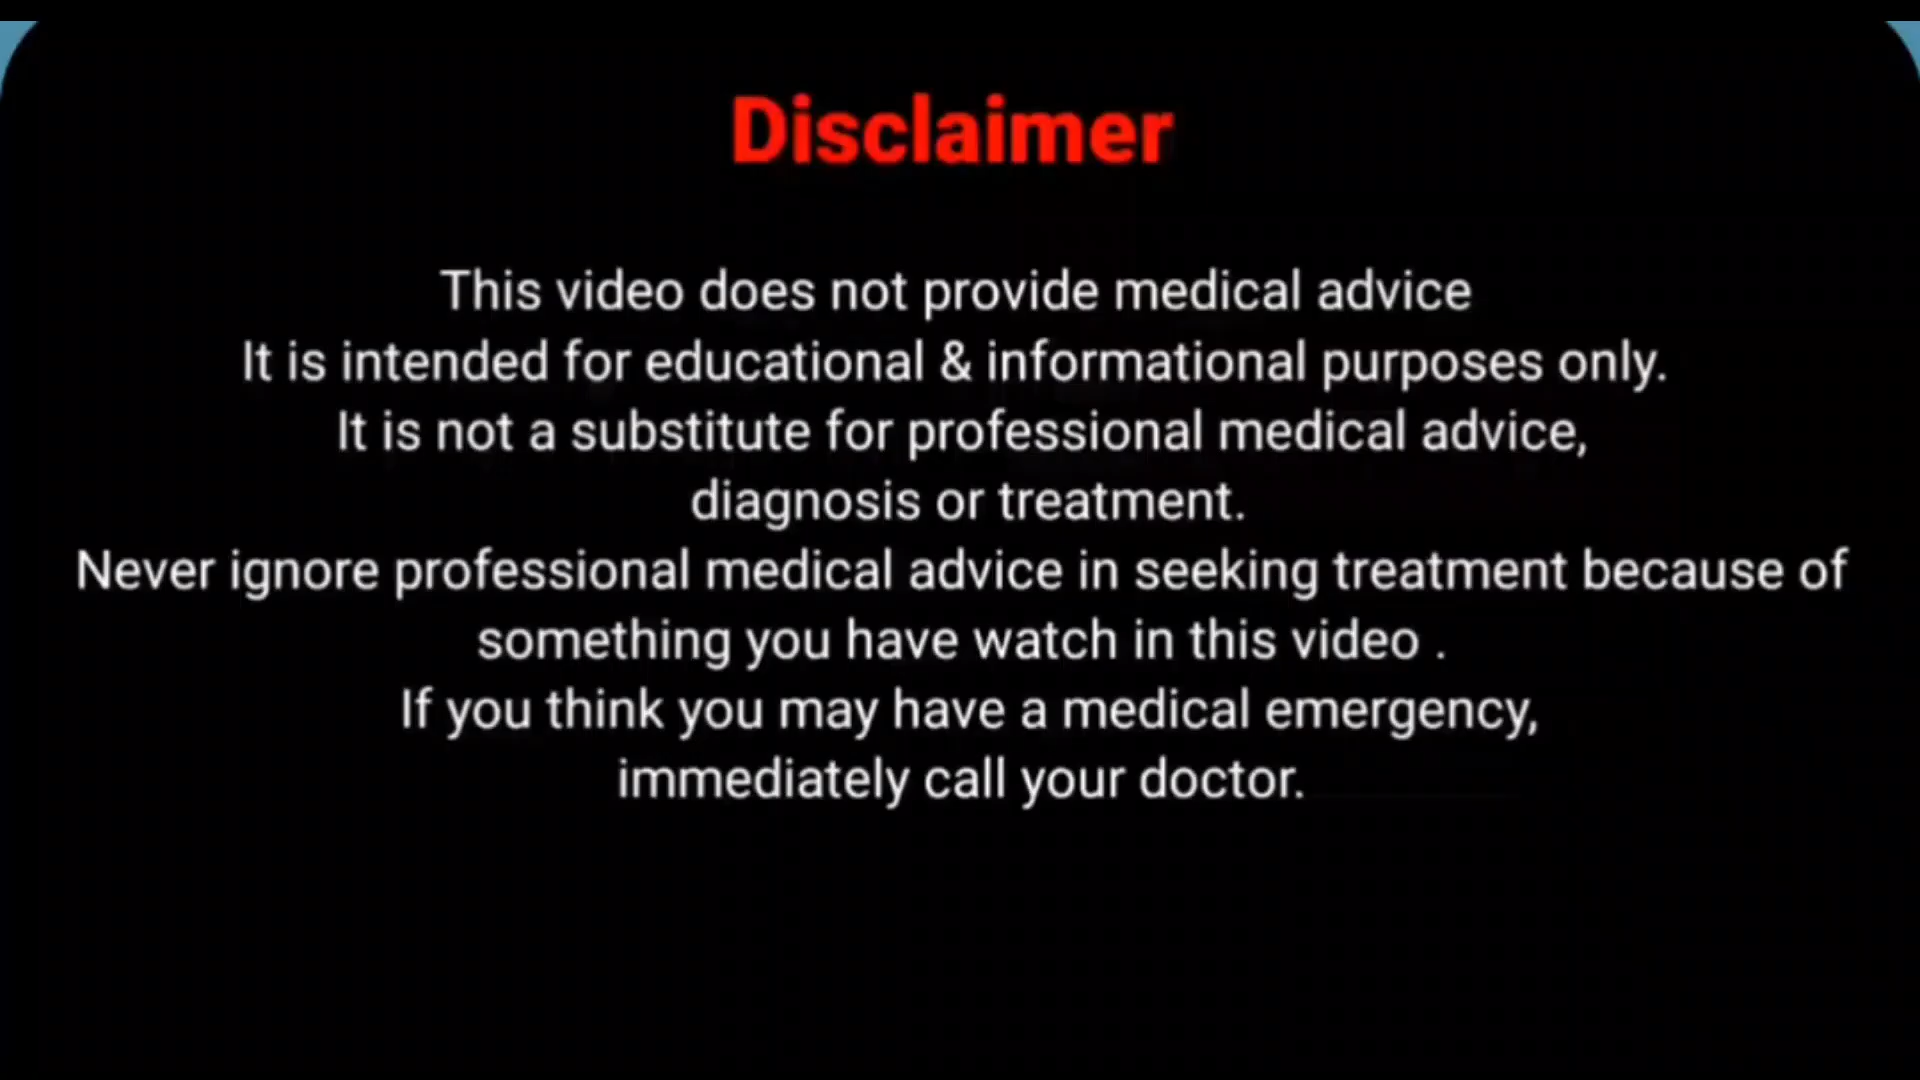 Disclaimer
This video does not provide medical advice
It is intended for educational & informational purposes only.
It is not a substitute for professional medical advice,
diagnosis or treatment.
Never ignore professional medical advice in seeking treatment because of
something you have watch in this video .
If you think you may have a medical emergency,
immediately call your doctor.